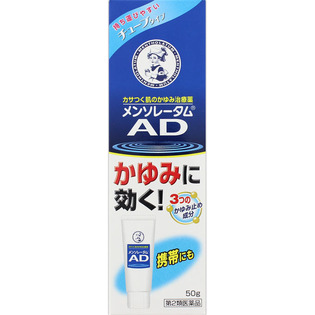 持ち運びやすい
チューブタイプ
MENTHOLATUM
カサつく肌のかゆみ治療薬
メンソレータム®
AD
かゆみに
効く!
3つの
かゆみ止め
成分
メンソレータム
AD
携帯にも
50g
第2類医薬品